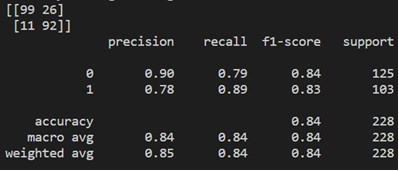 [[99 26]
 [11 92]]
              precision    recall  f1-score   support

           0       0.90      0.79      0.84       125
           1       0.78      0.89      0.83       103

    accuracy                           0.84       228
   macro avg       0.84      0.84      0.84       228
weighted avg       0.85      0.84      0.84       228